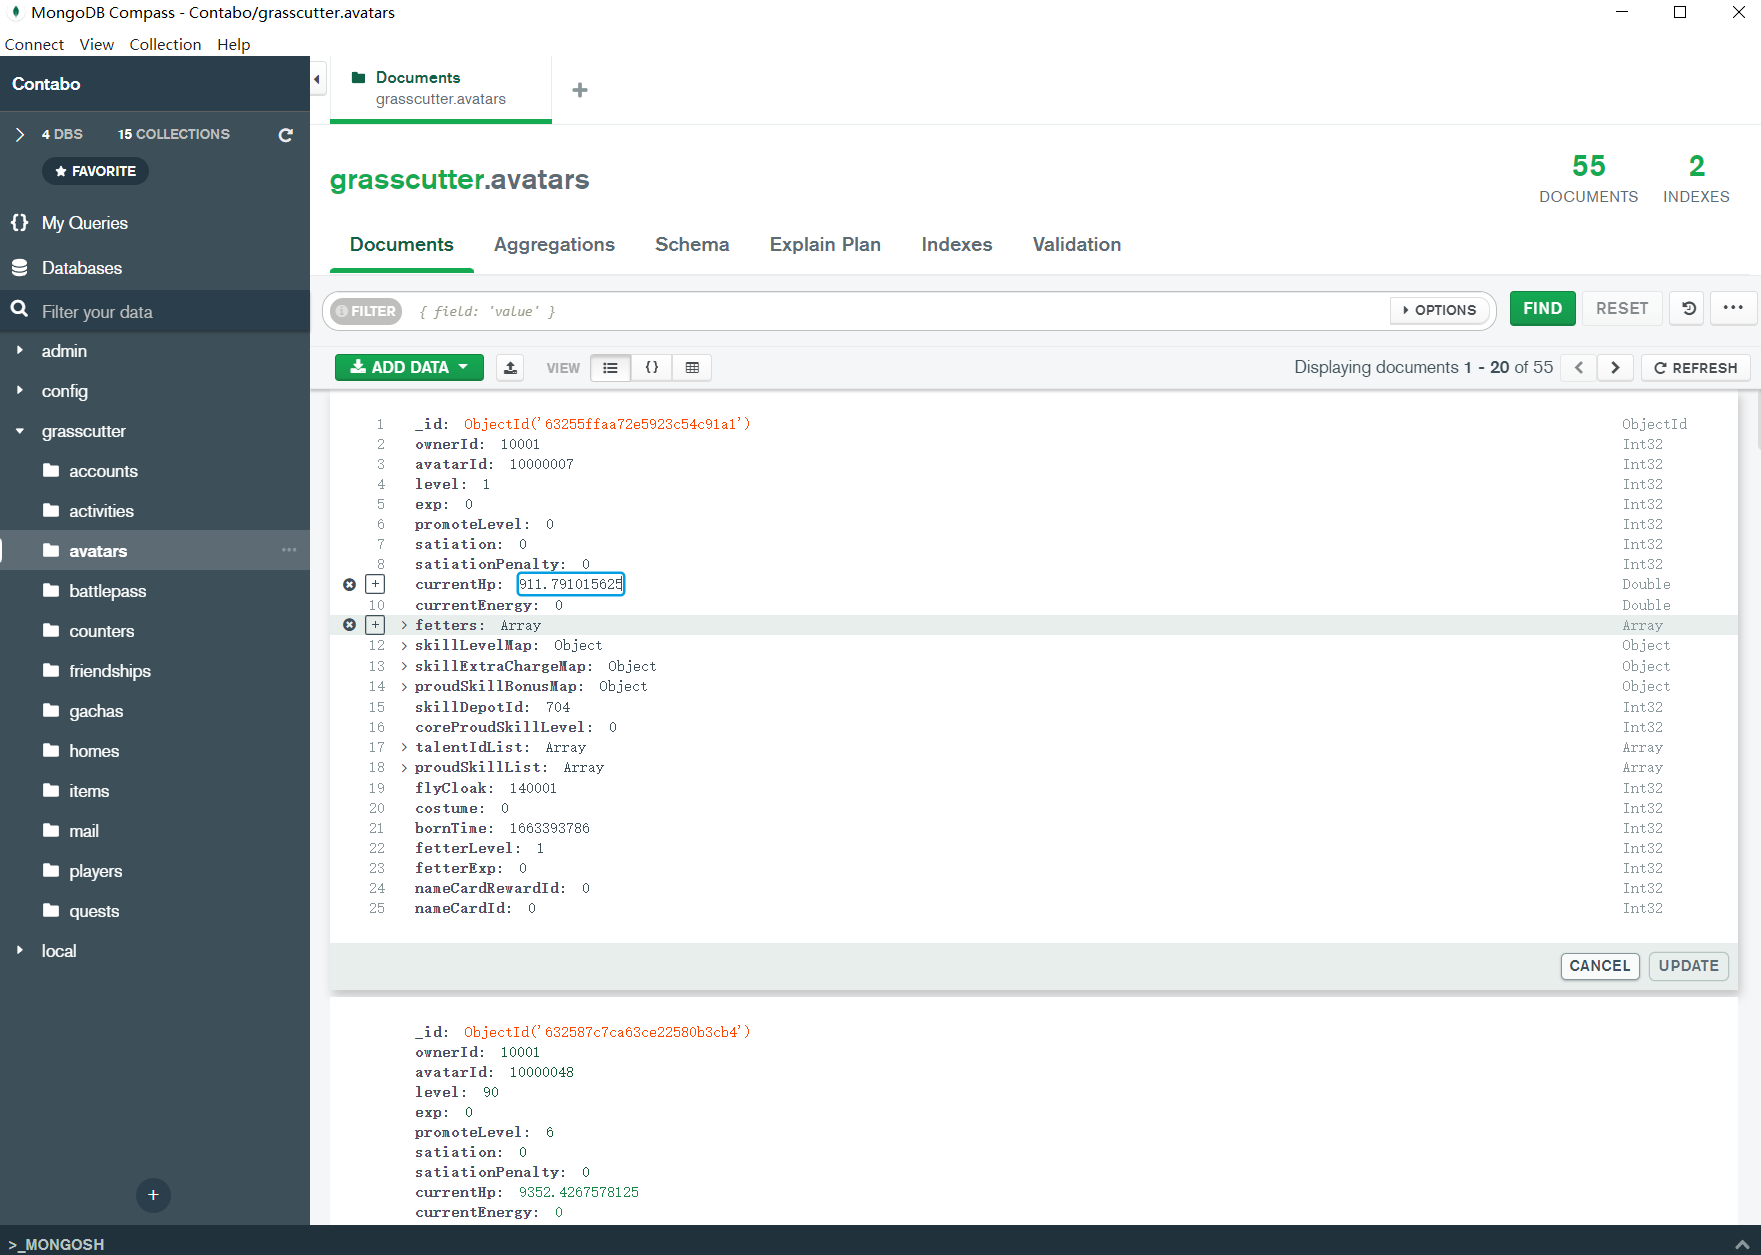 MongoDB Compass - Contabo/grasscutter.avatars
Connect View Collection Help
Contabo
4 DBS 15 COLLECTIONS
FAVORITE
{} My Queries
Databases
Filter your data
admin
config
grasscutter
accounts
activities
avatars ...
battlepass
counters
friendships
gachas
homes
items
mail
players
quests
local
+
>_MONGOSH
Documents
grasscutter.avatars
+
grasscutter.avatars
55
DOCUMENTS
2
INDEXES
Documents Aggregations Schema Explain Plan Indexes Validation
FILTER { field: 'value' } OPTIONS FIND RESET ...
ADD DATA VIEW {} Displaying documents 1 - 20 of 55 < > REFRESH
1 _id: ObjectId('63255ffaa72e5923c54c91a1') ObjectId
2 ownerId: 10001 Int32
3 avatarId: 10000007 Int32
4 level: 1 Int32
5 exp: 0 Int32
6 promoteLevel: 0 Int32
7 satiation: 0 Int32
8 satiationPenalty: 0 Int32
+ currentHp: 911.791015625 Double
10 currentEnergy: 0 Double
+ > fetters: Array Array
12 > skillLevelMap: Object Object
13 > skillExtraChargeMap: Object Object
14 > proudSkillBonusMap: Object Object
15 skillDepotId: 704 Int32
16 coreProudSkillLevel: 0 Int32
17 > talentIdList: Array Array
18 > proudSkillList: Array Array
19 flyCloak: 140001 Int32
20 costume: 0 Int32
21 bornTime: 1663393786 Int32
22 fetterLevel: 1 Int32
23 fetterExp: 0 Int32
24 nameCardRewardId: 0 Int32
25 nameCardId: 0 Int32
CANCEL UPDATE
_id: ObjectId('632587c7ca63ce22580b3cb4')
ownerId: 10001
avatarId: 10000048
level: 90
exp: 0
promoteLevel: 6
satiation: 0
satiationPenalty: 0
currentHp: 9352.4267578125
currentEnergy: 0